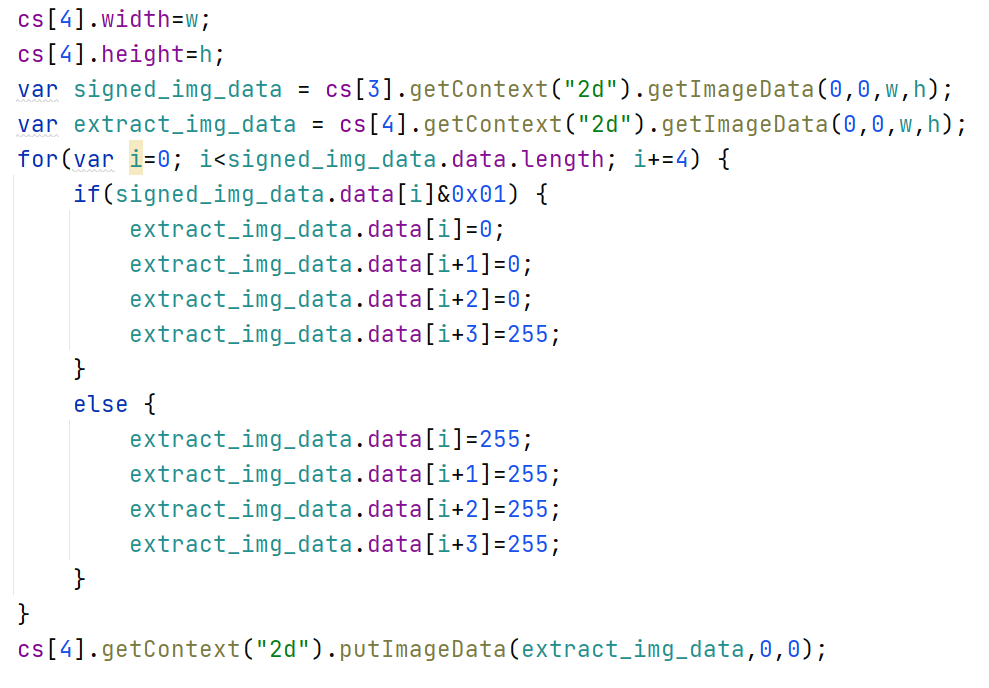 cs[4].width=w;
cs[4].height=h;
var signed_img_data = cs[3].getContext("2d").getImageData(0,0,w,h);
var extract_img_data = cs[4].getContext("2d").getImageData(0,0,w,h);
for(var i=0; i<signed_img_data.data.length; i+=4) {
    if(signed_img_data.data[i]&0x01) {
        extract_img_data.data[i]=0;
        extract_img_data.data[i+1]=0;
        extract_img_data.data[i+2]=0;
        extract_img_data.data[i+3]=255;
    }
    else {
        extract_img_data.data[i]=255;
        extract_img_data.data[i+1]=255;
        extract_img_data.data[i+2]=255;
        extract_img_data.data[i+3]=255;
    }
}
cs[4].getContext("2d").putImageData(extract_img_data,0,0);